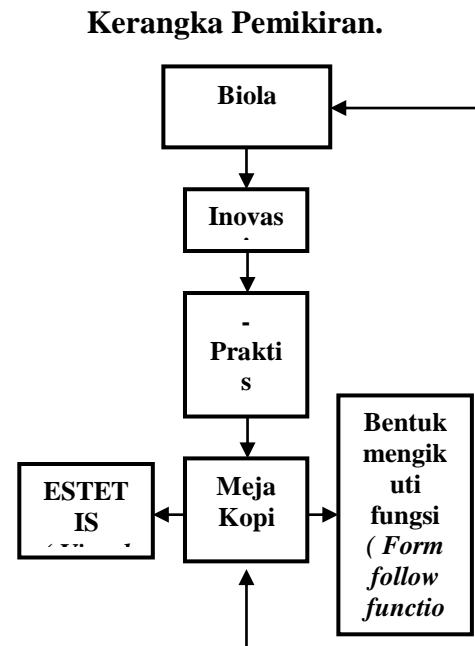 Kerangka Pemikiran.
Biola
Inovas
-
Prakti
s
Meja
Kopi
ESTET
IS
Bentuk
mengik
uti
fungsi
( Form
follow
functio